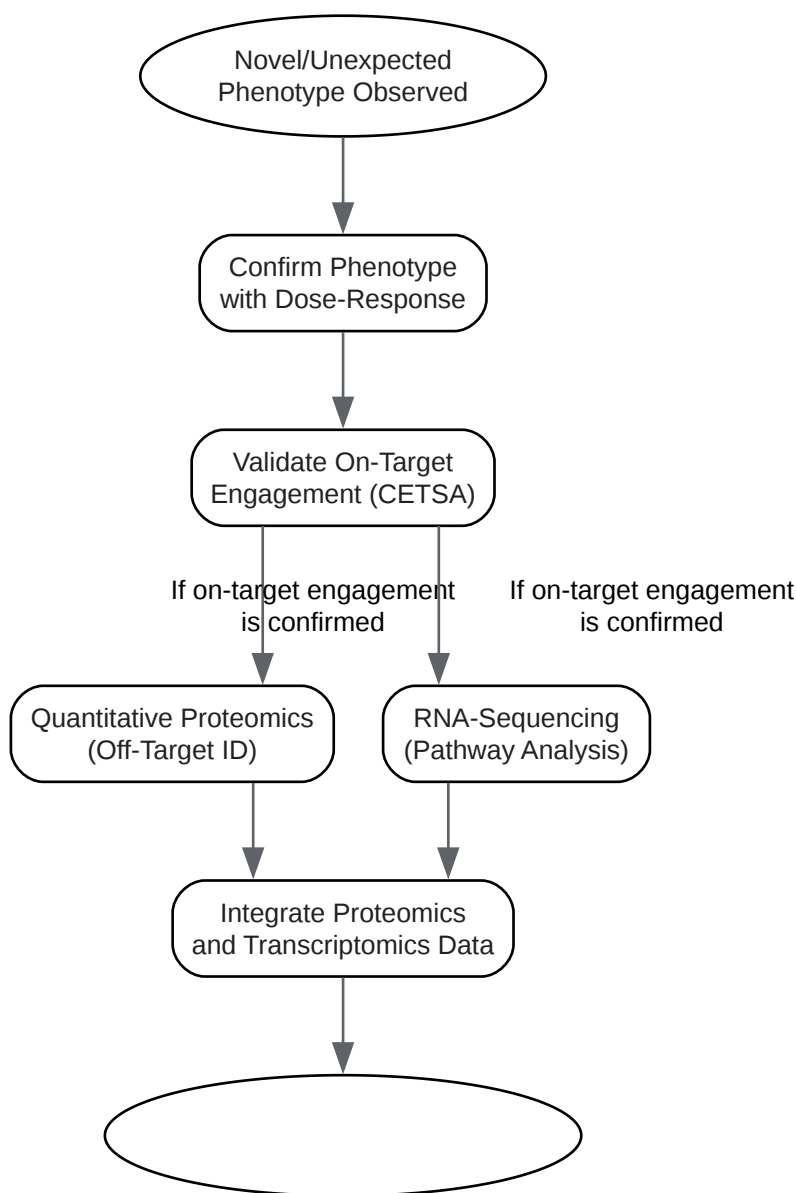 Novel/Unexpected
Phenotype Observed
Confirm Phenotype
with Dose-Response
Validate On-Target
Engagement (CETSA)
If on-target engagement
is confirmed
If on-target engagement
is confirmed
Quantitative Proteomics
(Off-Target ID)
RNA-Sequencing
(Pathway Analysis)
Integrate Proteomics
and Transcriptomics Data